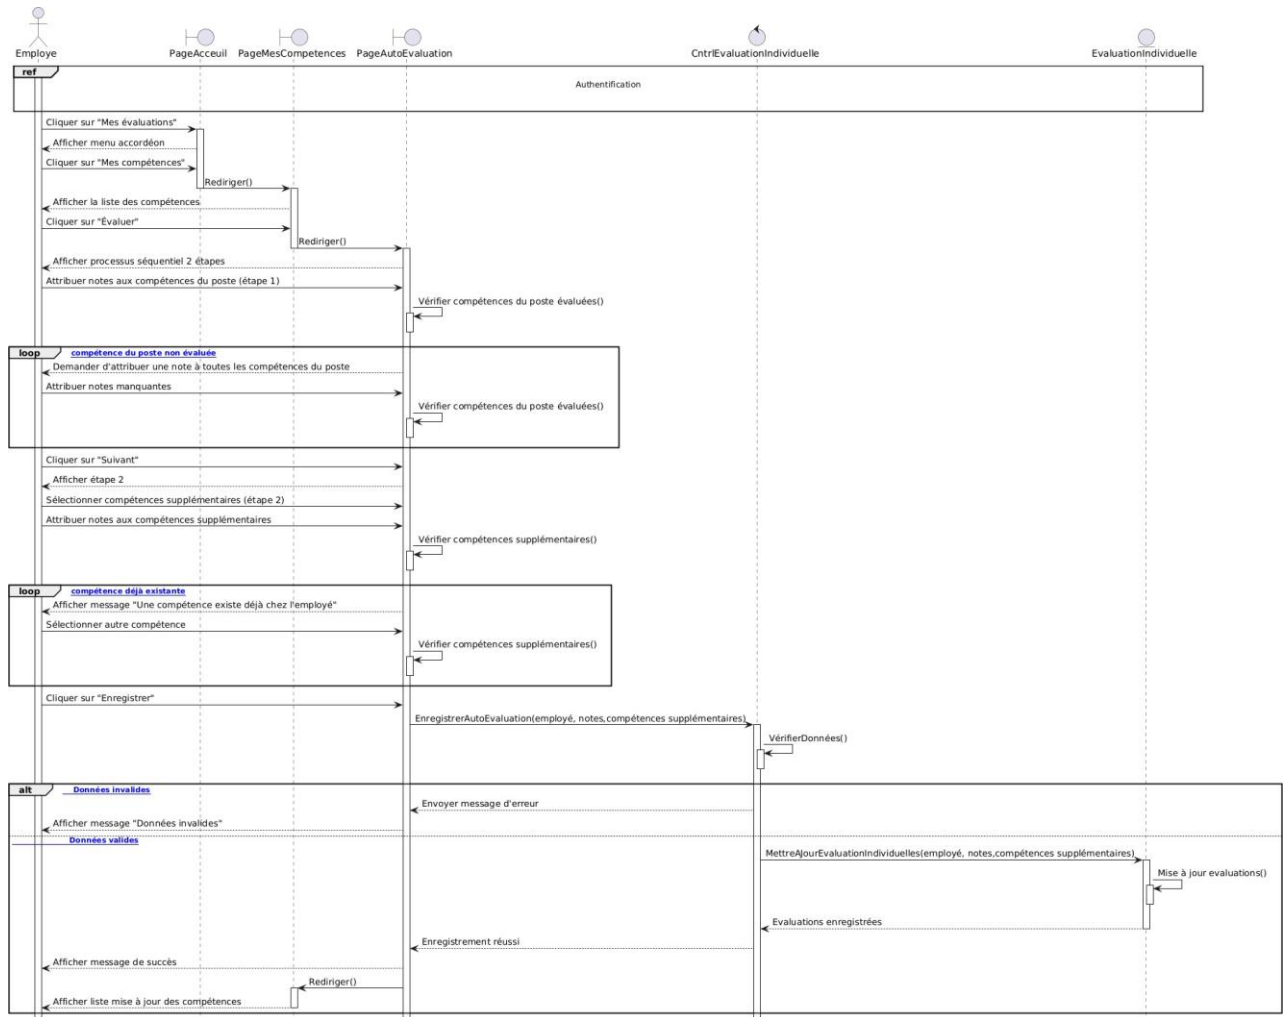 Employe
PageAcceuil
PageMesCompetences
PageAutoEvaluation
CntrlEvaluationIndividuelle
EvaluationIndividuelle
ref
Authentification
Cliquer sur "Mes évaluations"
Afficher menu accordéon
Cliquer sur "Mes compétences"
Rediriger()
Afficher la liste des compétences
Cliquer sur "Évaluer"
Rediriger()
Afficher processus séquentiel 2 étapes
Attribuer notes aux compétences du poste (étape 1)
Vérifier compétences du poste évaluées()
loop
compétence du poste non évaluée
Demander d'attribuer une note à toutes les compétences du poste
Attribuer notes manquantes
Vérifier compétences du poste évaluées()
Cliquer sur "Suivant"
Afficher étape 2
Sélectionner compétences supplémentaires (étape 2)
Attribuer notes aux compétences supplémentaires
Vérifier compétences supplémentaires()
loop
compétence déjà existante
Afficher message "Une compétence existe déjà chez l'employé"
Sélectionner autre compétence
Vérifier compétences supplémentaires()
Cliquer sur "Enregistrer"
EnregistrerAutoEvaluation(employé, notes,compétences supplémentaires)
VérifierDonnées()
alt
Données invalides
Envoyer message d'erreur
Afficher message "Données invalides"
Données valides
MettreAJourEvaluationIndividuelles(employé, notes,compétences supplémentaires)
Mise à jour evaluations()
Evaluations enregistrées
Enregistrement réussi
Afficher message de succès
Rediriger()
Afficher liste mise à jour des compétences